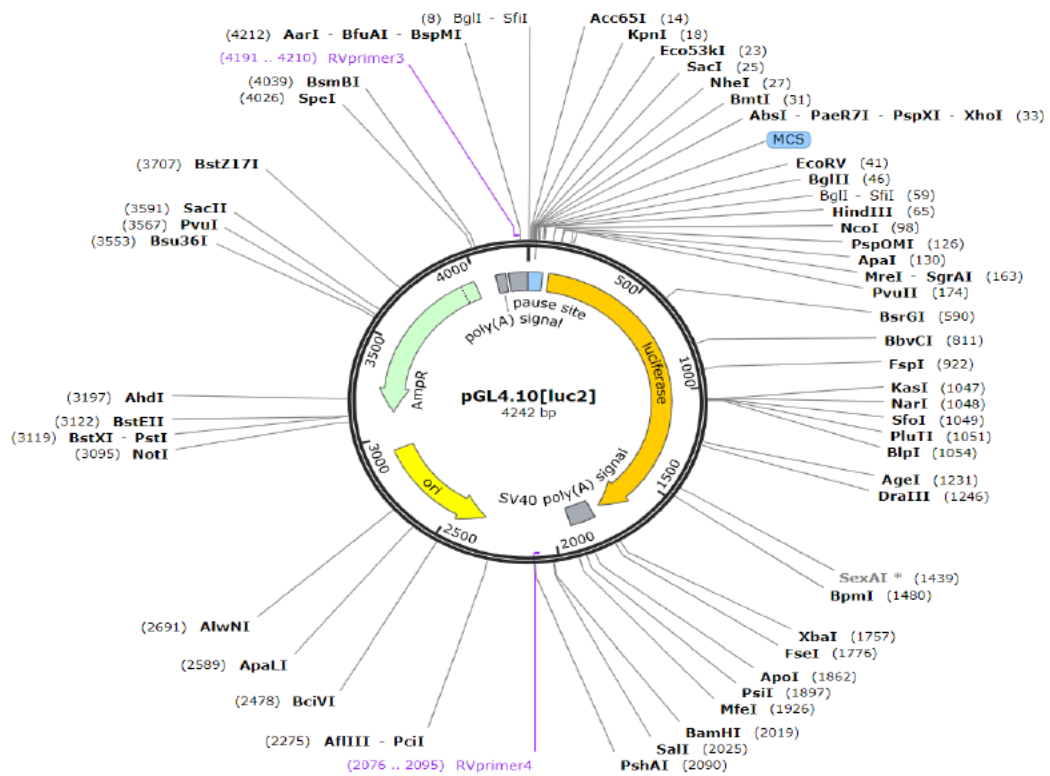 (8) BglI - SfiI
(4212) AarI - BfuAI - BspMI
(4191 .. 4210) RVprimer3
(4039) BsmBI
(4026) SpeI
(3707) BstZ17I
(3591) SacII
(3567) PvuI
(3553) Bsu36I
(3197) AhdI
(3122) BstEII
(3119) BstXI - PstI
(3095) NotI
(2691) AlwNI
(2589) ApaLI
(2478) BciVI
(2275) AflIII - PciI
(2076 .. 2095) RVprimer4
Acc65I (14)
KpnI (18)
Eco53kI (23)
SacI (25)
NheI (27)
BmtI (31)
AbsI - PaeR7I - PspXI - XhoI (33)
MCS
EcoRV (41)
BglII (46)
BglI - SfiI (59)
HindIII (65)
NcoI (98)
PspOMI (126)
ApaI (130)
MreI - SgrAI (163)
PvuII (174)
BsrGI (590)
BbvCI (811)
FspI (922)
KasI (1047)
NarI (1048)
SfoI (1049)
PluTI (1051)
BlpI (1054)
AgeI (1231)
DraIII (1246)
SexAI * (1439)
BpmI (1480)
XbaI (1757)
FseI (1776)
ApoI (1862)
PsiI (1897)
MfeI (1926)
BamHI (2019)
SalI (2025)
PshAI (2090)
500
1000
1500
2000
2500
3000
3500
4000
pause site
poly(A) signal
luciferase
SV40 poly(A) signal
ori
AmpR
pGL4.10[luc2]
4242 bp